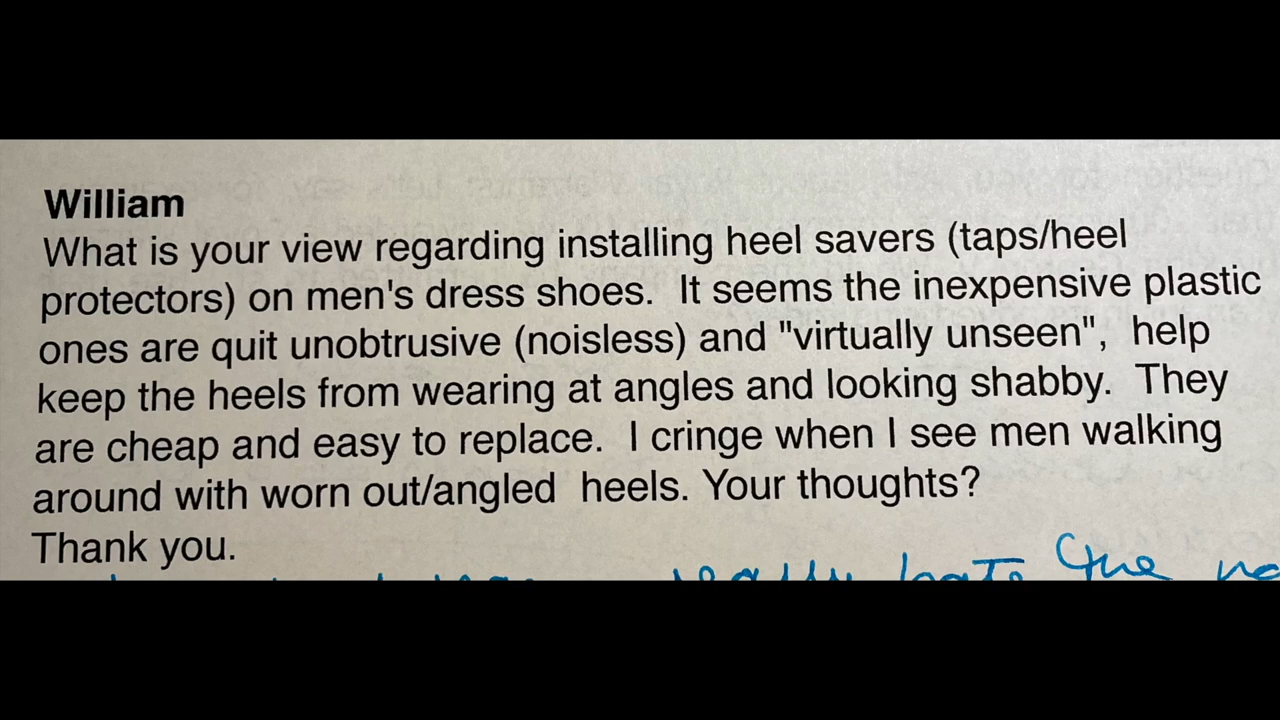 William
What is your view regarding installing heel savers (taps/heel
protectors) on men's dress shoes.  It seems the inexpensive plastic
ones are quit unobtrusive (noisless) and "virtually unseen",  help
keep the heels from wearing at angles and looking shabby.  They
are cheap and easy to replace.  I cringe when I see men walking
around with worn out/angled  heels. Your thoughts?
Thank you.
really hate the